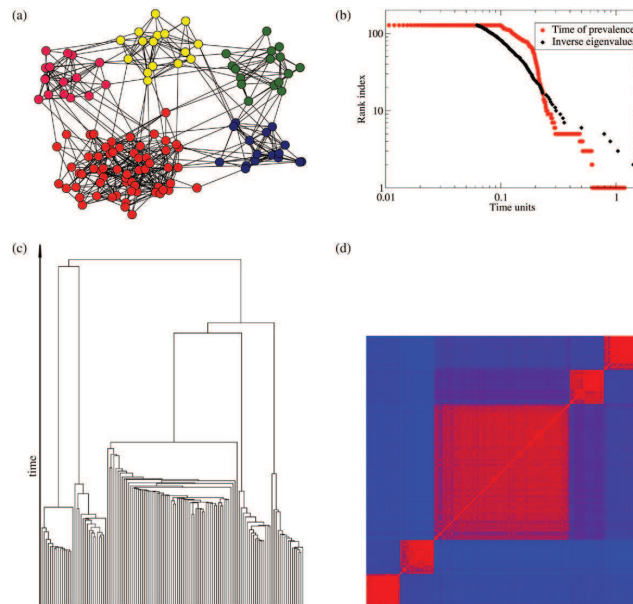 (a)
(b)
Time of prevalence
Inverse eigenvalues
100
10
1
Rank index
0.01
0.1
1
Time units
(c)
(d)
time